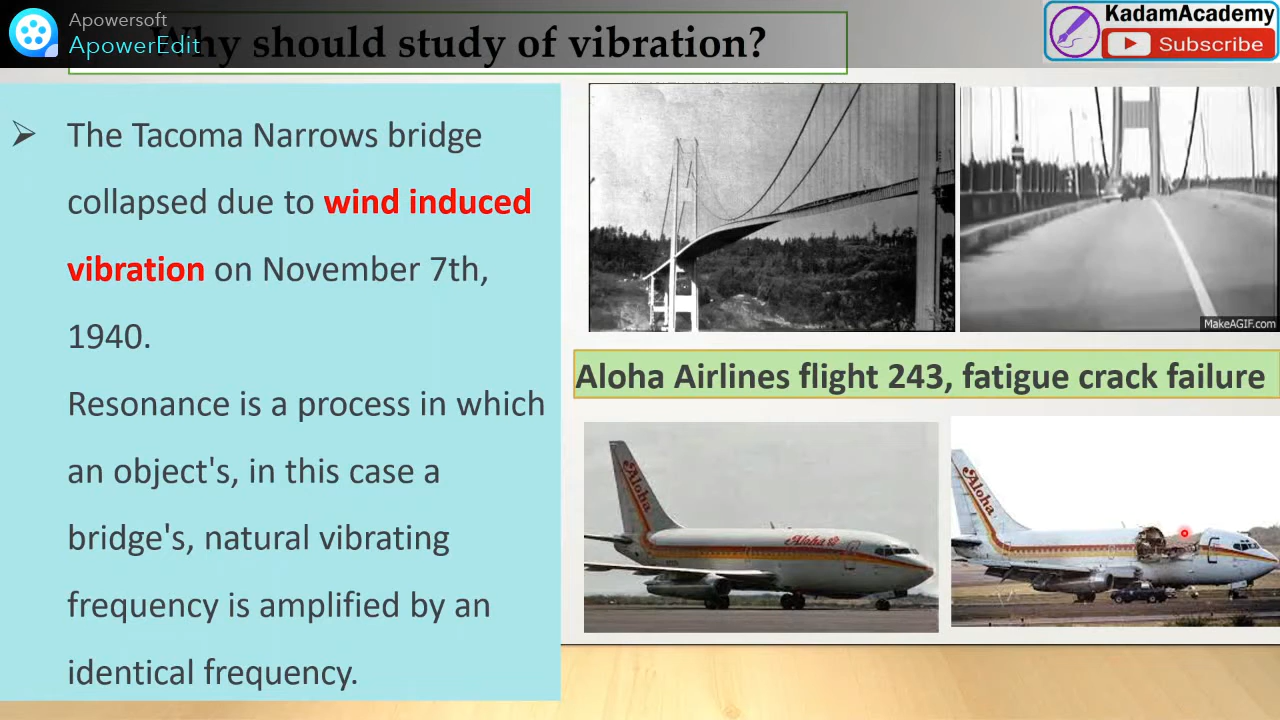 Apowersoft
ApowerEdit
Why should study of vibration?
KadamAcademy
Subscribe
➢ The Tacoma Narrows bridge
collapsed due to wind induced
vibration on November 7th,
1940.
Resonance is a process in which
an object's, in this case a
bridge's, natural vibrating
frequency is amplified by an
identical frequency.
MakeAGIF.com
Aloha Airlines flight 243, fatigue crack failure
Aloha
Aloha
Aloha